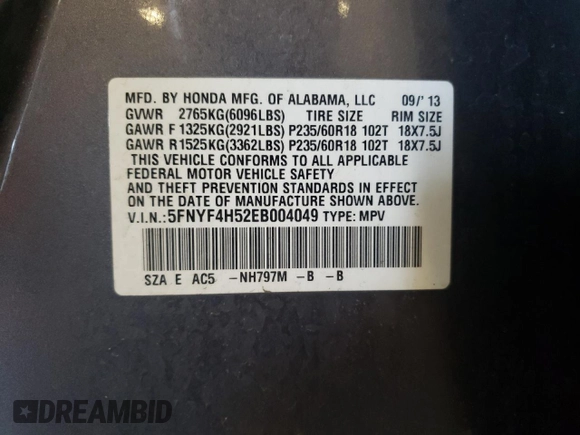 MFD. BY HONDA MFG. OF ALABAMA, LLC 09/'13
GVWR 2765KG(6096LBS) TIRE SIZE RIM SIZE
GAWR F 1325KG(2921LBS) P235/60R18 102T 18X7.5J
GAWR R 1525KG(3362LBS) P235/60R18 102T 18X7.5J
THIS VEHICLE CONFORMS TO ALL APPLICABLE
FEDERAL MOTOR VEHICLE SAFETY
AND THEFT PREVENTION STANDARDS IN EFFECT
ON THE DATE OF MANUFACTURE SHOWN ABOVE.
V.I.N.: 5FNYF4H52EB004049 TYPE: MPV
SZA E AC5 -NH797M -B -B
DREAMBID